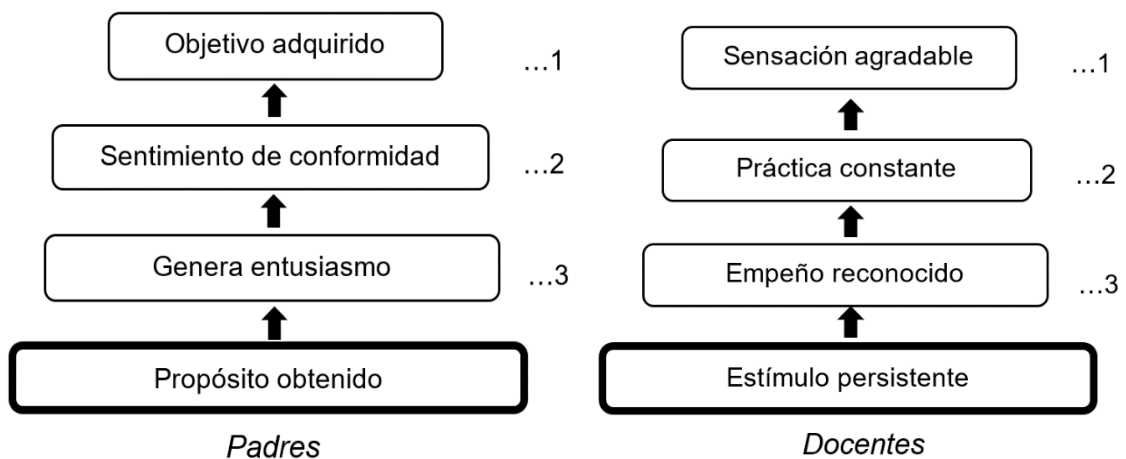 Objetivo adquirido …1
Sentimiento de conformidad …2
Genera entusiasmo …3
Propósito obtenido
Padres
Sensación agradable …1
Práctica constante …2
Empeño reconocido …3
Estímulo persistente
Docentes